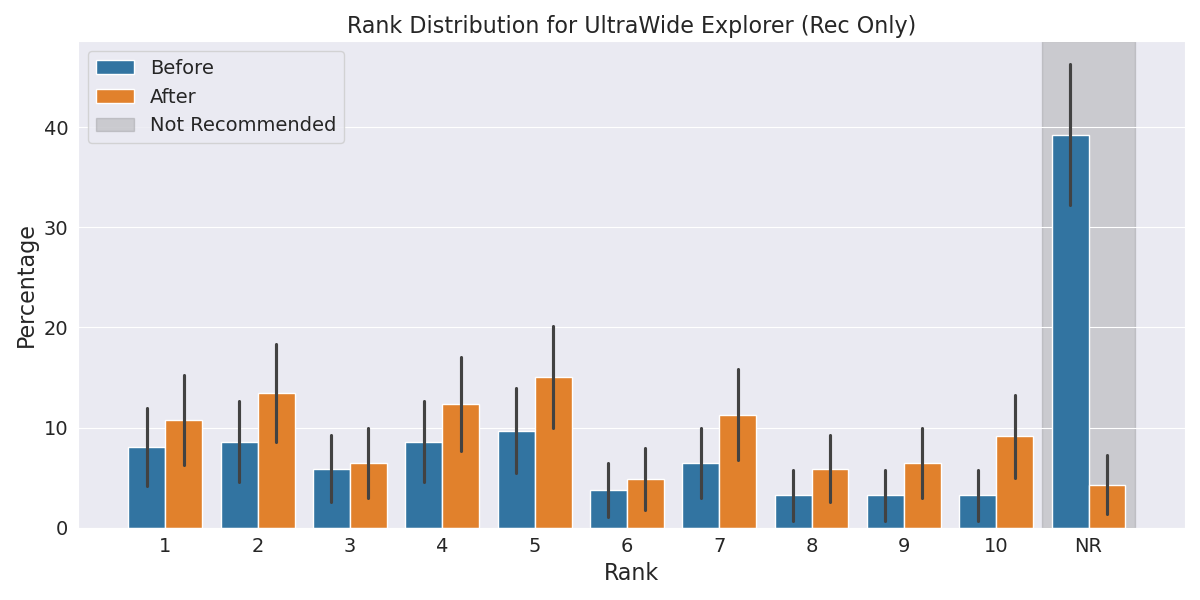 Rank Distribution for UltraWide Explorer (Rec Only)
Before
After
Not Recommended
Percentage
40
30
20
10
0
1 2 3 4 5 6 7 8 9 10 NR
Rank